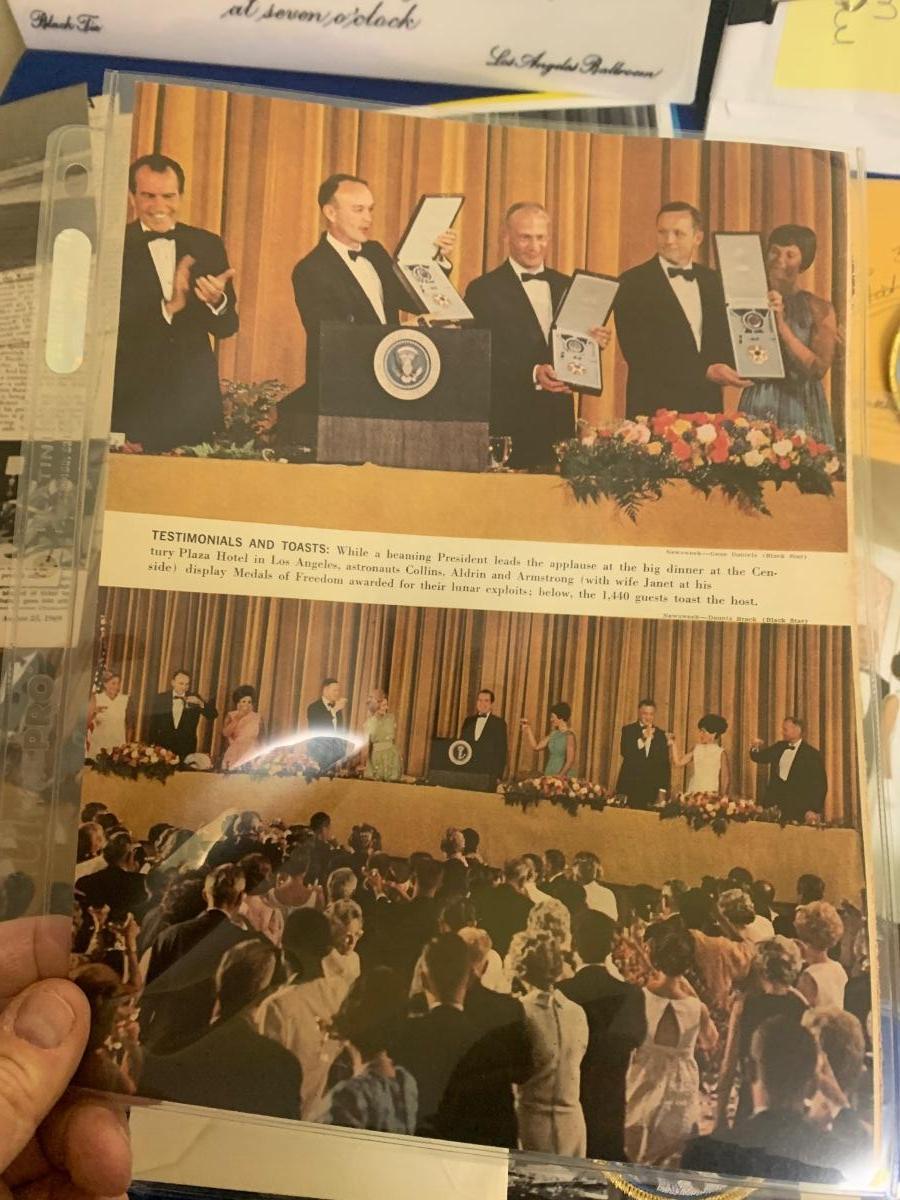 at seven o'clock
Black Tie
Los Angeles Ballroom
Newsweek—Gene Daniels (Black Star)
TESTIMONIALS AND TOASTS: While a beaming President leads the applause at the big dinner at the Cen-
tury Plaza Hotel in Los Angeles, astronauts Collins, Aldrin and Armstrong (with wife Janet at his
side) display Medals of Freedom awarded for their lunar exploits; below, the 1,440 guests toast the host.
Newsweek—Dennis Brack (Black Star)
PRO